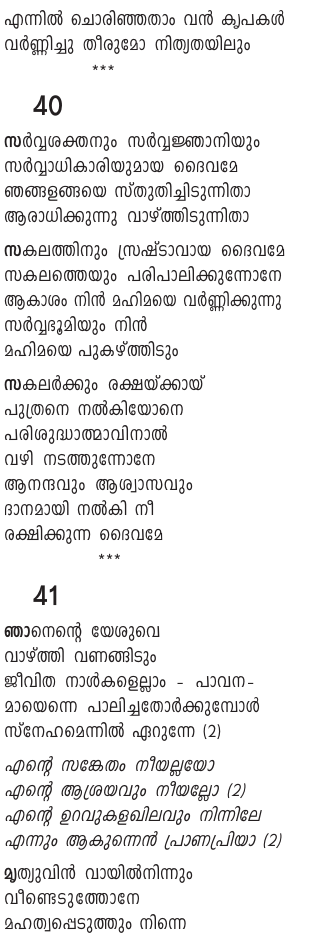 എന്നിൽ ചൊരിഞ്ഞതാം വൻ കൃപകൾ
വർണ്ണിച്ചു തീരുമോ നിത്യതയിലും
***
40
സർവ്വശക്തനും സർവ്വജ്ഞാനിയും
സർവ്വാധികാരിയുമായ ദൈവമേ
ഞങ്ങളങ്ങയെ സ്തുതിച്ചിടുന്നിതാ
ആരാധിക്കുന്നു വാഴ്ത്തിടുന്നിതാ
സകലത്തിനും സ്രഷ്ടാവായ ദൈവമേ
സകലത്തെയും പരിപാലിക്കുന്നോനേ
ആകാശം നിൻ മഹിമയെ വർണ്ണിക്കുന്നു
സർവ്വഭൂമിയും നിൻ
മഹിമയെ പുകഴ്ത്തിടും
സകലർക്കും രക്ഷയ്ക്കായ്
പുത്രനെ നൽകിയോനെ
പരിശുദ്ധാത്മാവിനാൽ
വഴി നടത്തുന്നോനേ
ആനന്ദവും ആശ്വാസവും
ദാനമായി നൽകി നീ
രക്ഷിക്കുന്ന ദൈവമേ
***
41
ഞാനെന്റെ യേശുവെ
വാഴ്ത്തി വണങ്ങിടും
ജീവിത നാൾകളെല്ലാം - പാവന-
മായെന്നെ പാലിച്ചതോർക്കുമ്പോൾ
സ്നേഹമെന്നിൽ ഏറുന്നേ (2)
എന്റെ സങ്കേതം നീയല്ലയോ
എന്റെ ആശ്രയവും നീയല്ലോ (2)
എന്റെ ഉറവുകളഖിലവും നിന്നിലേ
എന്നും ആകുന്നെൻ പ്രാണപ്രിയാ (2)
മൃത്യുവിൻ വായിൽനിന്നും
വീണ്ടെടുത്തോനേ
മഹത്വപ്പെടുത്തും നിന്നെ